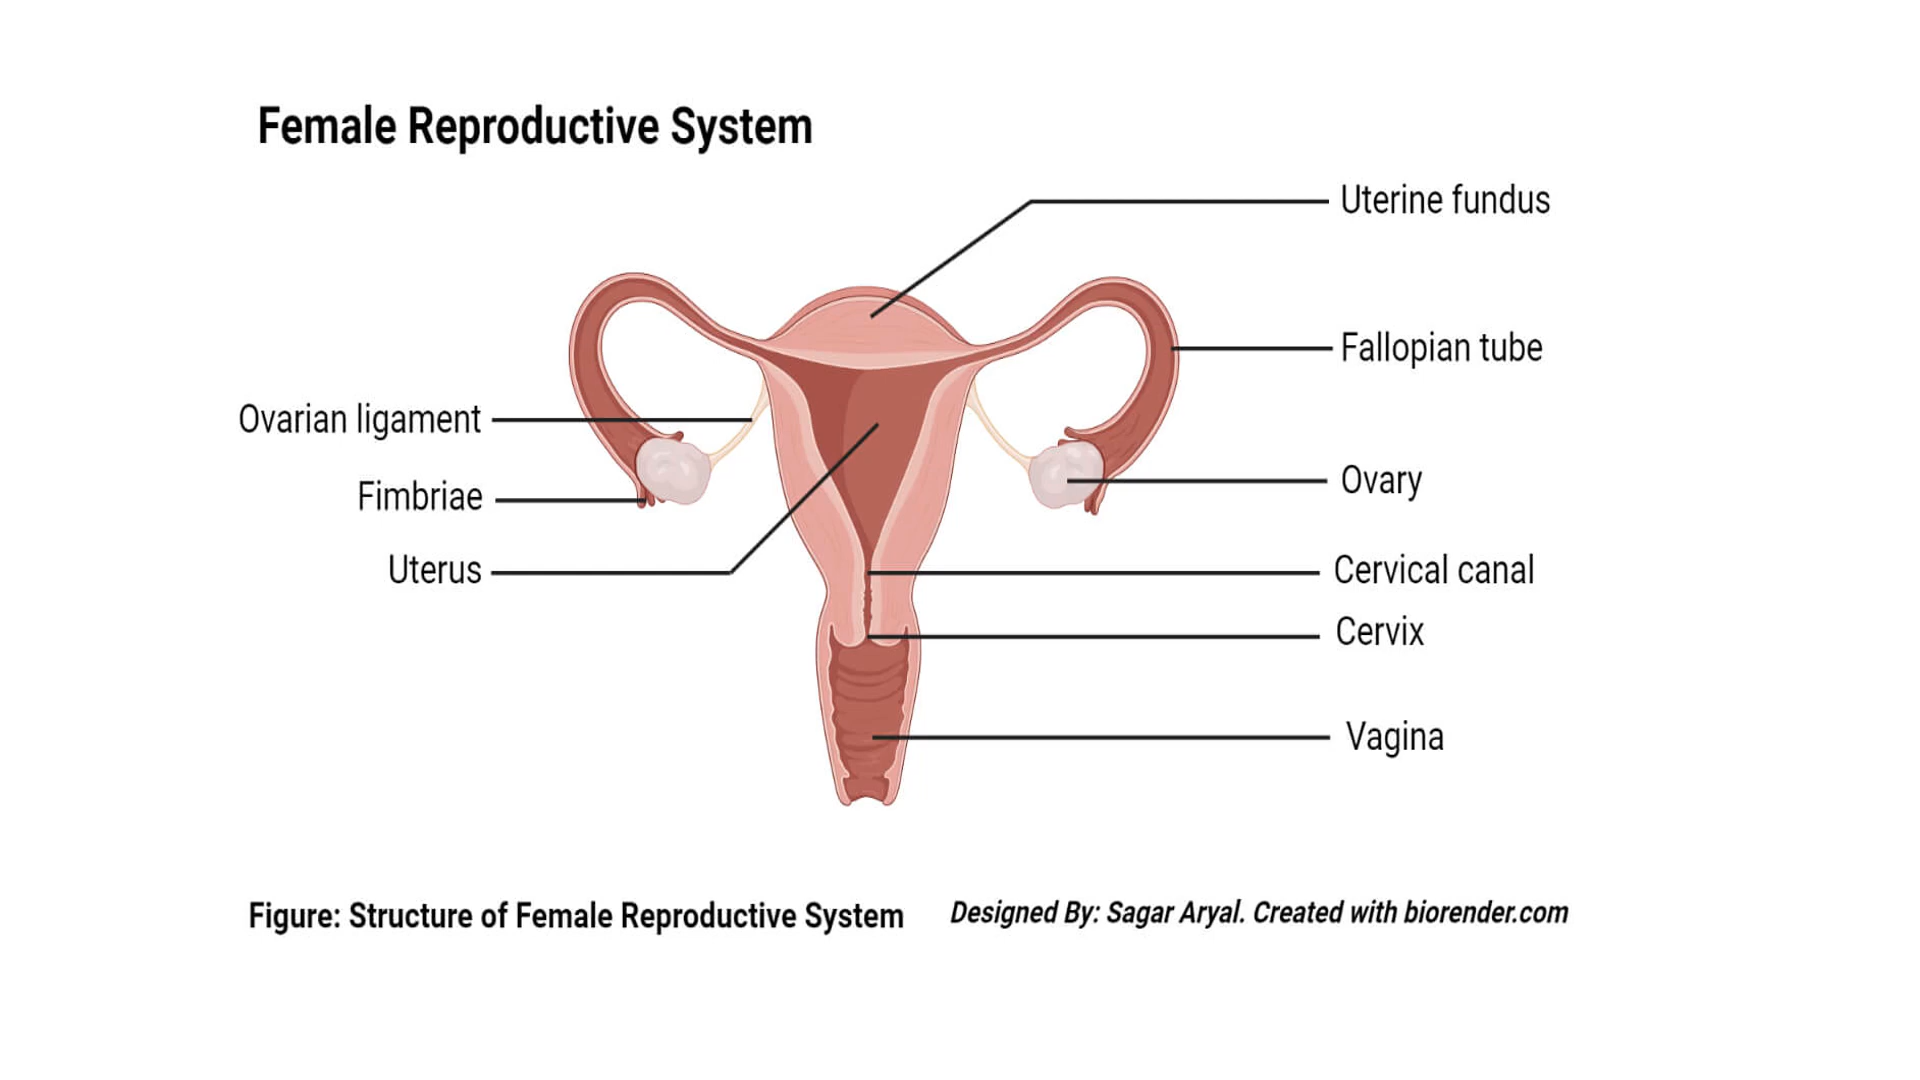 Female Reproductive System
Uterine fundus
Fallopian tube
Ovarian ligament
Ovary
Fimbriae
Uterus
Cervical canal
Cervix
Vagina
Figure: Structure of Female Reproductive System
Designed By: Sagar Aryal. Created with biorender.com